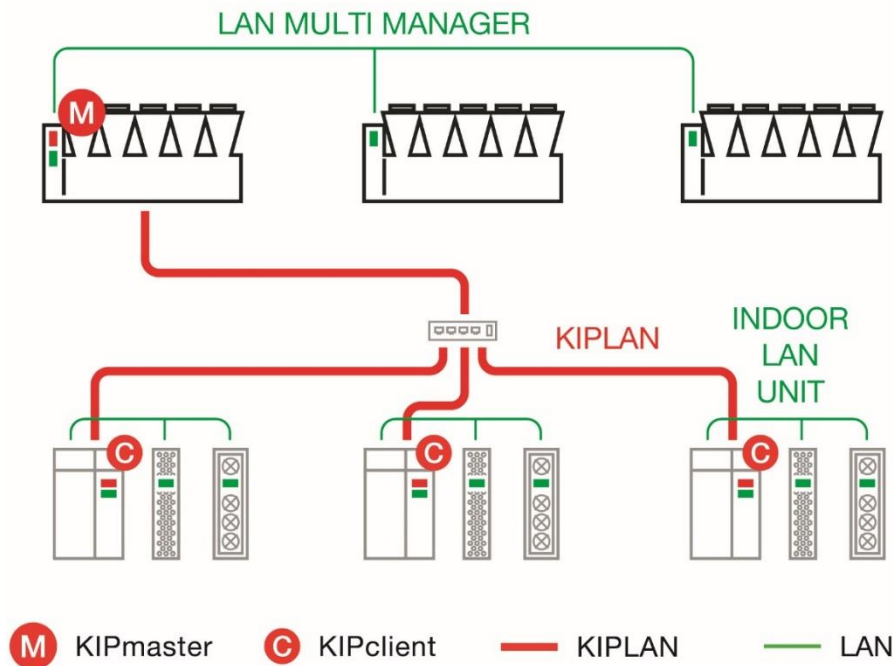 LAN MULTI MANAGER
M
KIPLAN
INDOOR
LAN
UNIT
C
C
C
M KIPmaster C KIPclient KIPLAN LAN